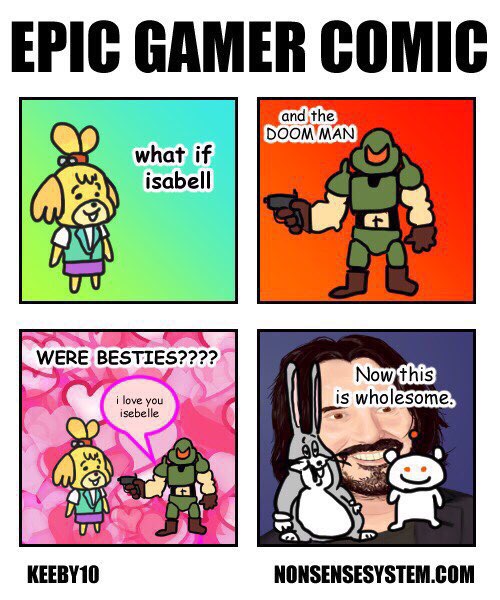 EPIC GAMER COMIC
what if
isabell
and the
DOOM MAN
WERE BESTIES????
i love you
isebelle
Now this
is wholesome.
KEEBY10
NONSENSESYSTEM.COM